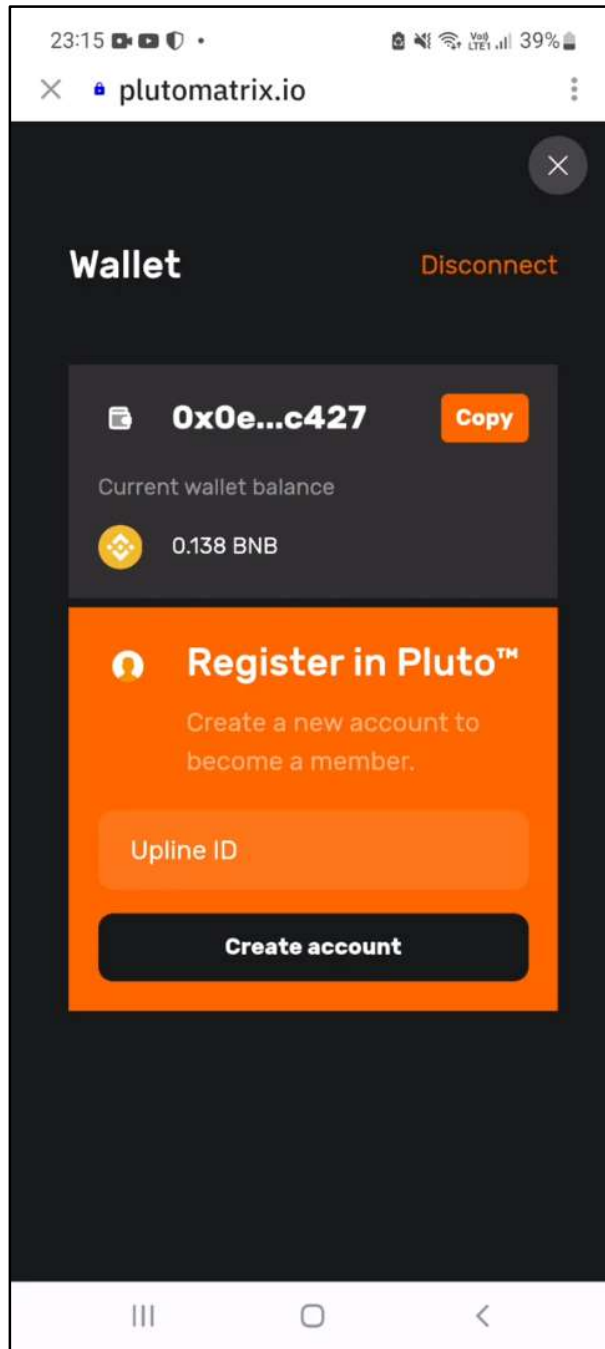 23:15 VoLTE1 39%
plutomatrix.io
Wallet Disconnect
0x0e...c427 Copy
Current wallet balance
0.138 BNB
Register in Pluto™
Create a new account to
become a member.
Upline ID
Create account